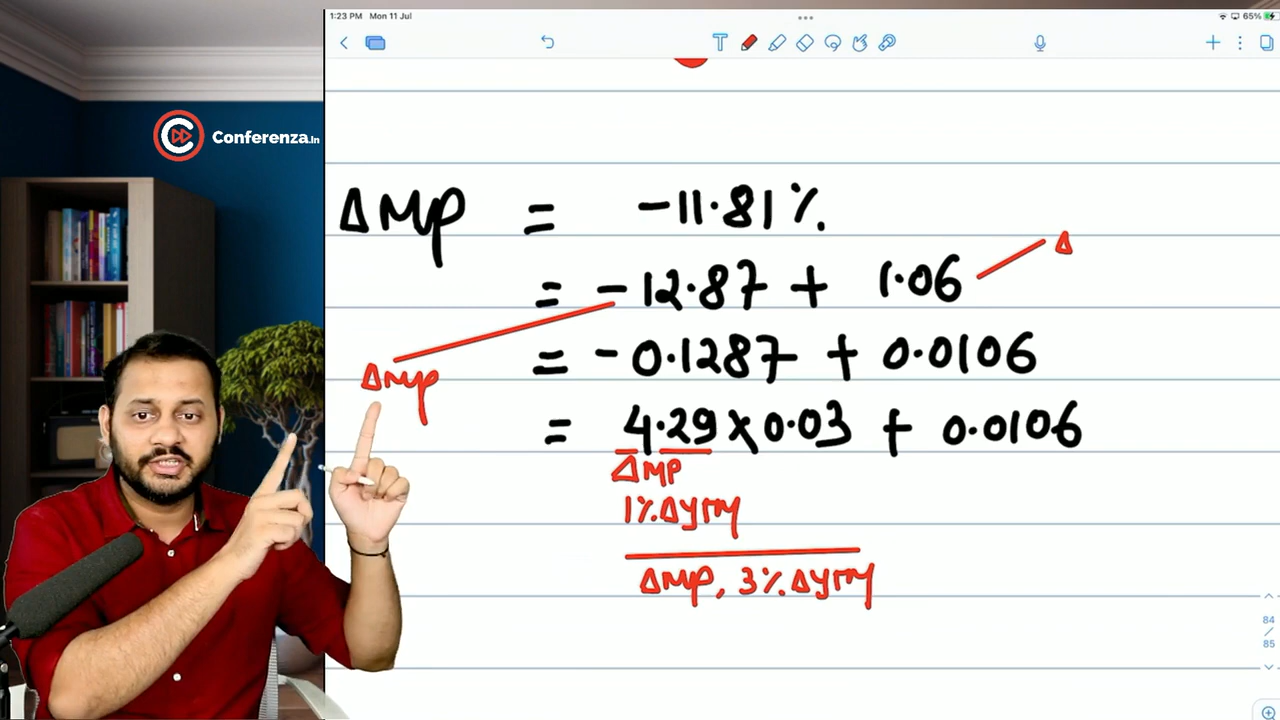 1:23 PM Mon 11 Jul
65%
T
Conferenza.In
ΔMP = -11.81%
= -12.87 + 1.06
Δ
= -0.1287 + 0.0106
ΔMP
= 4.29 × 0.03 + 0.0106
ΔMP
1% ΔYTM
ΔMP, 3% ΔYTM
84
/
85